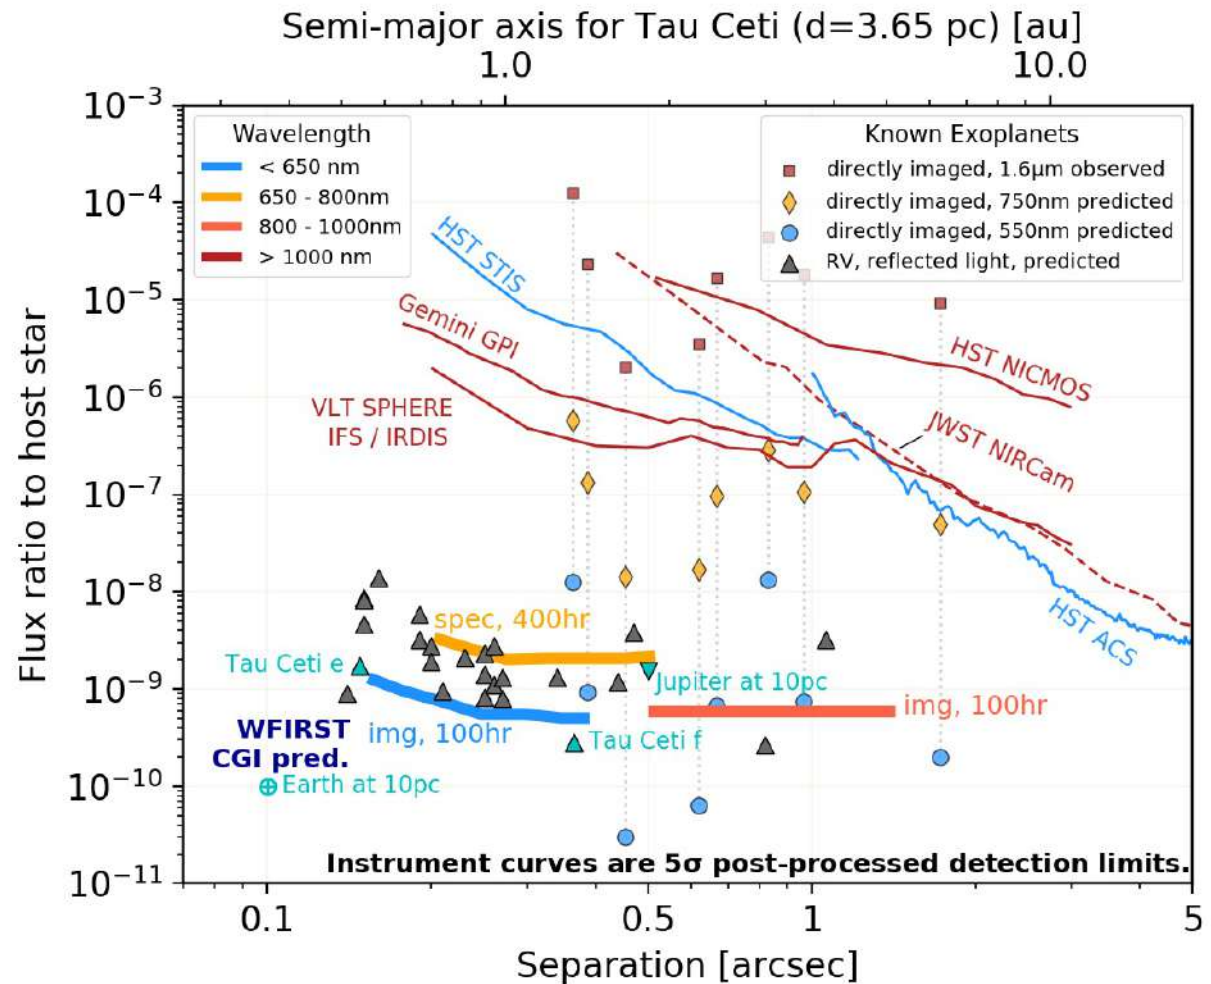 Semi-major axis for Tau Ceti (d=3.65 pc) [au]
1.0
10.0
Flux ratio to host star
10⁻³
10⁻⁴
10⁻⁵
10⁻⁶
10⁻⁷
10⁻⁸
10⁻⁹
10⁻¹⁰
10⁻¹¹
Wavelength
< 650 nm
650 - 800nm
800 - 1000nm
> 1000 nm
Known Exoplanets
directly imaged, 1.6μm observed
directly imaged, 750nm predicted
directly imaged, 550nm predicted
RV, reflected light, predicted
HST STIS
Gemini GPI
VLT SPHERE
IFS / IRDIS
HST NICMOS
JWST NIRCam
HST ACS
spec, 400hr
Tau Ceti e
Jupiter at 10pc
img, 100hr
WFIRST
CGI pred.
img, 100hr
Tau Ceti f
Earth at 10pc
Instrument curves are 5σ post-processed detection limits.
0.1
0.5
1
5
Separation [arcsec]